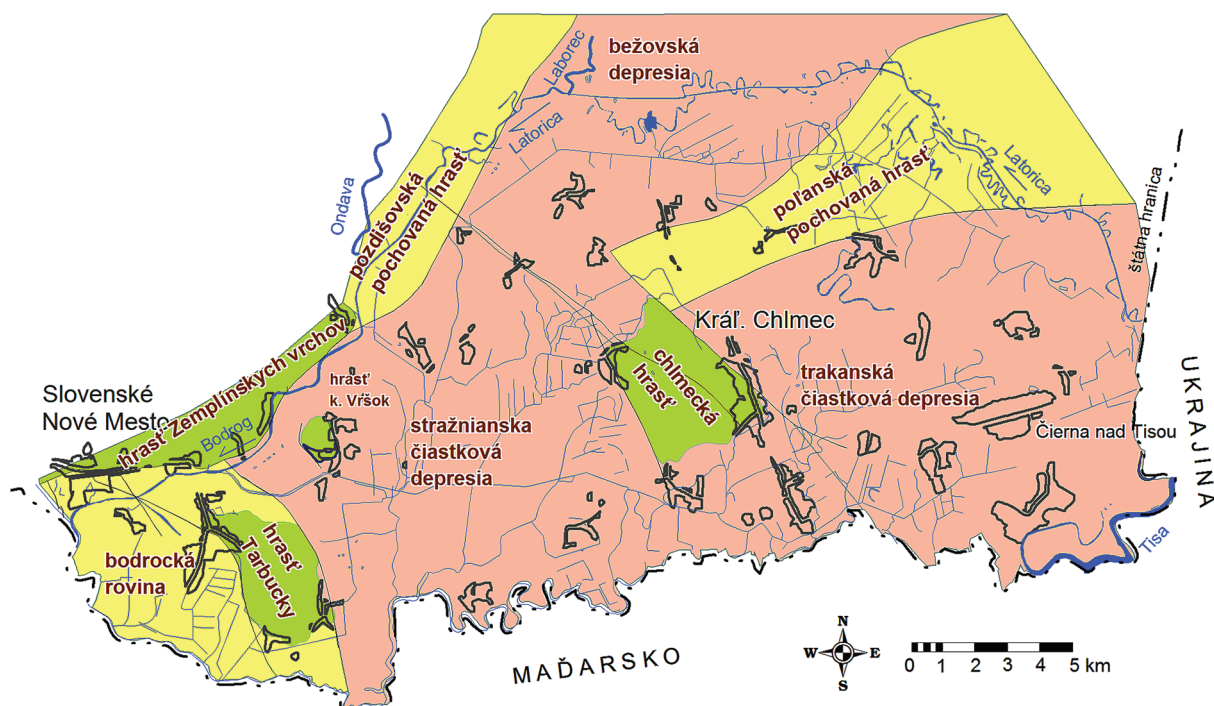 bežovská
depresia
Laborec
Latorica
Ondava
pozdišovská
pochovaná hrasť
poľanská
pochovaná hrasť
Latorica
štátna hranica
Kráľ. Chlmec
chlmecká
hrasť
trakanská
čiastková depresia
Slovenské
Nové Mesto
hrasť Zemplínskych vrchov
Bodrog
hrasť
k. Vŕšok
stražnianska
čiastková
depresia
Čierna nad Tisou
UKRAJINA
Tisa
bodrocká
rovina
hrasť
Tarbucky
MAĎARSKO
N
W E
S
0 1 2 3 4 5 km